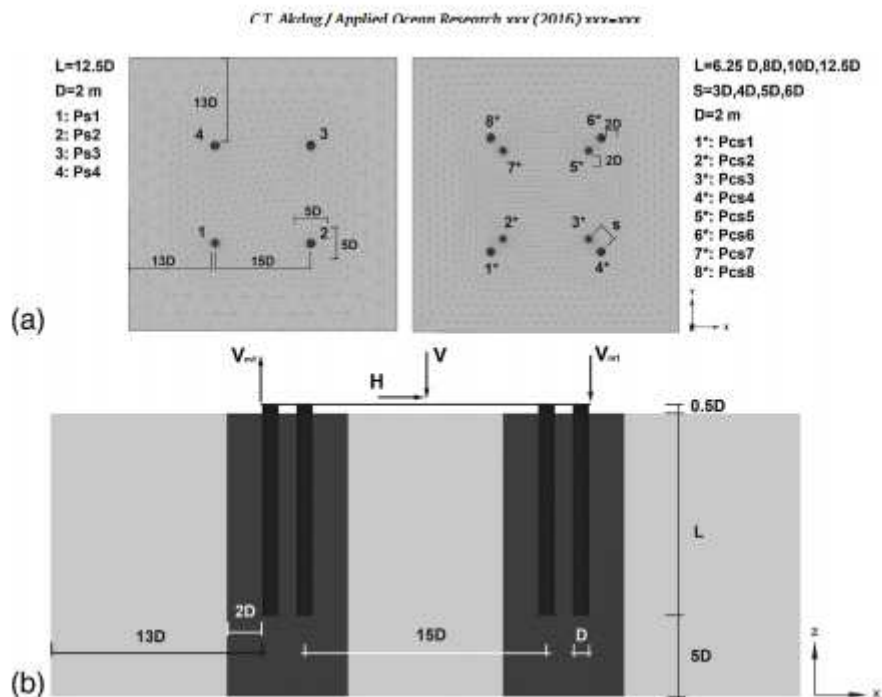 C.T. Akdag / Applied Ocean Research xxx (2016) xxx–xxx
L=12.5D
D=2 m
1: Ps1
2: Ps2
3: Ps3
4: Ps4
13D
4
3
1
2
5D
5D
13D
15D
L=6.25 D,8D,10D,12.5D
S=3D,4D,5D,6D
D=2 m
1*: Pcs1
2*: Pcs2
3*: Pcs3
4*: Pcs4
5*: Pcs5
6*: Pcs6
7*: Pcs7
8*: Pcs8
8*
6*
2D
7*
5*
2D
2*
3*
S
1*
4*
Y
X
(a)
V
H
V
V
0.5D
L
2D
13D
15D
D
5D
Z
X
(b)